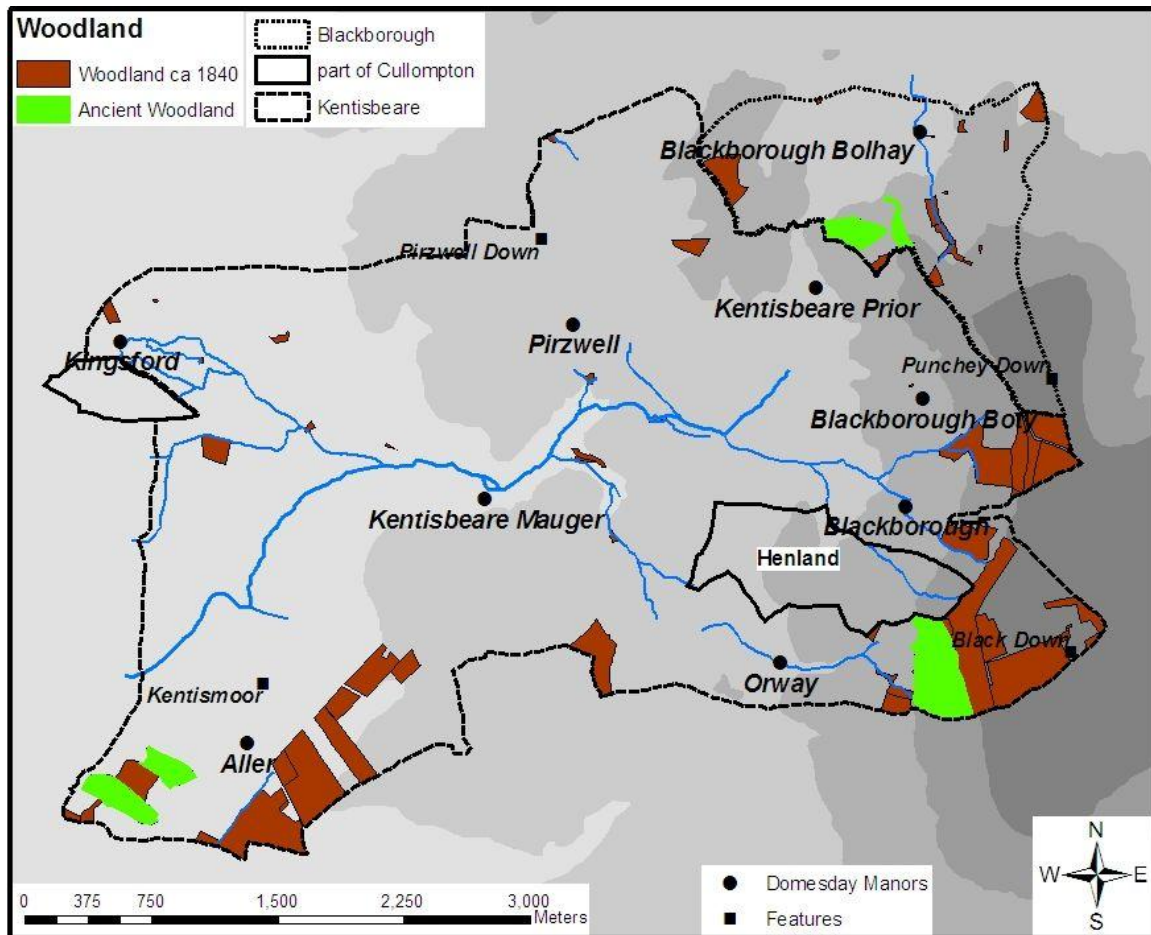 Woodland
Woodland ca 1840
Ancient Woodland
Blackborough
part of Cullompton
Kentisbeare
Blackborough Bolhay
Pirzwell Down
Kentisbeare Prior
Pirzwell
Kingsford
Punchey Down
Blackborough Boty
Kentisbeare Mauger
Blackborough
Henland
Black Down
Orway
Kentismoor
Aller
N
W E
S
0 375 750 1,500 2,250 3,000
Meters
Domesday Manors
Features